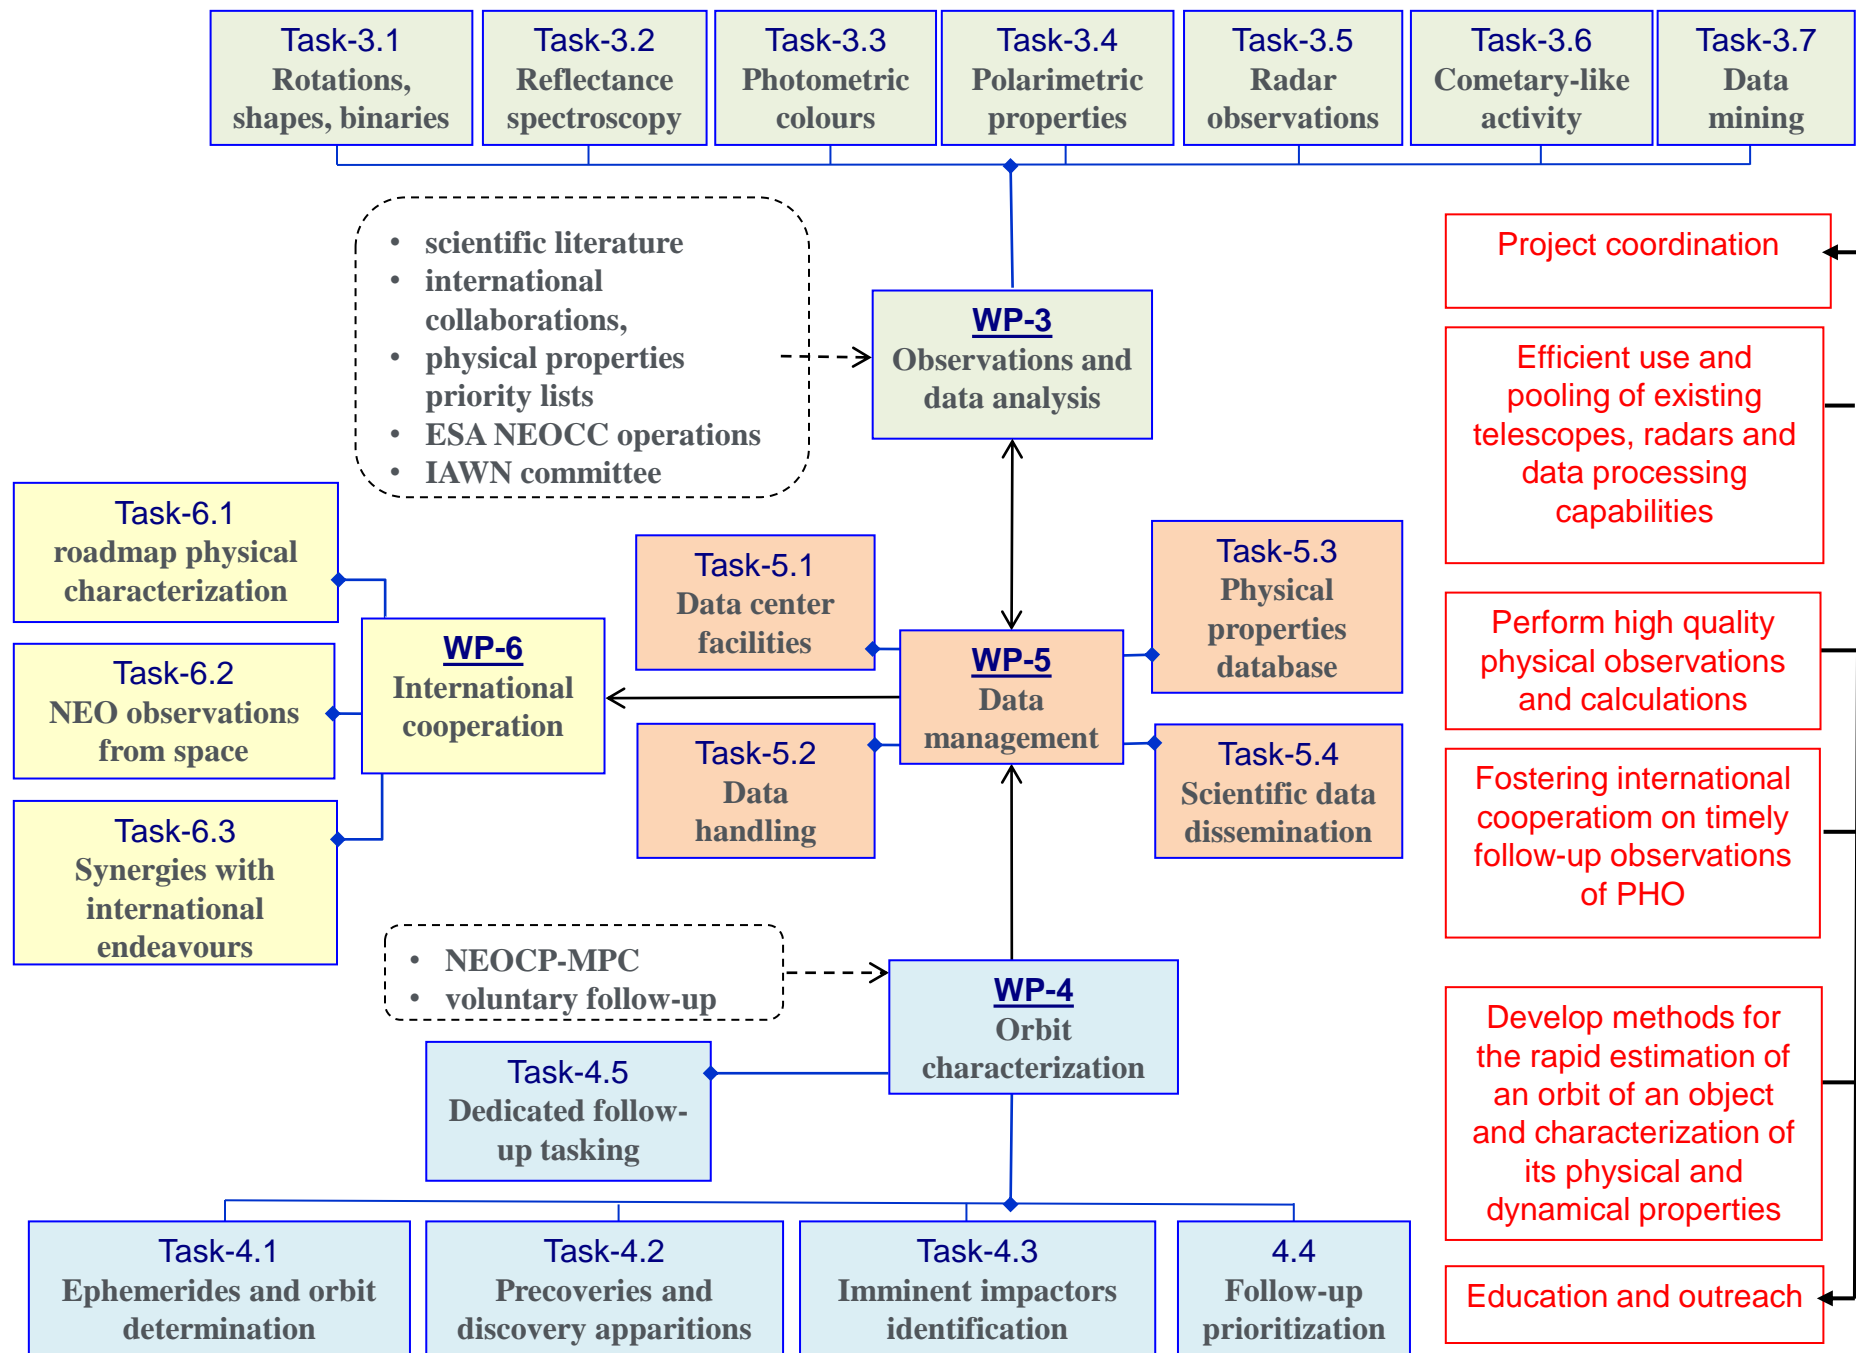 Task-3.1
Rotations,
shapes, binaries
Task-3.2
Reflectance
spectroscopy
Task-3.3
Photometric
colours
Task-3.4
Polarimetric
properties
Task-3.5
Radar
observations
Task-3.6
Cometary-like
activity
Task-3.7
Data
mining
• scientific literature
• international
collaborations,
• physical properties
priority lists
• ESA NEOCC operations
• IAWN committee
WP-3
Observations and
data analysis
Task-6.1
roadmap physical
characterization
Task-6.2
NEO observations
from space
Task-6.3
Synergies with
international
endeavours
WP-6
International
cooperation
Task-5.1
Data center
facilities
Task-5.2
Data
handling
WP-5
Data
management
Task-5.3
Physical
properties
database
Task-5.4
Scientific data
dissemination
• NEOCP-MPC
• voluntary follow-up
WP-4
Orbit
characterization
Task-4.5
Dedicated follow-
up tasking
Task-4.1
Ephemerides and orbit
determination
Task-4.2
Precoveries and
discovery apparitions
Task-4.3
Imminent impactors
identification
4.4
Follow-up
prioritization
Project coordination
Efficient use and
pooling of existing
telescopes, radars and
data processing
capabilities
Perform high quality
physical observations
and calculations
Fostering international
cooperatiom on timely
follow-up observations
of PHO
Develop methods for
the rapid estimation of
an orbit of an object
and characterization of
its physical and
dynamical properties
Education and outreach